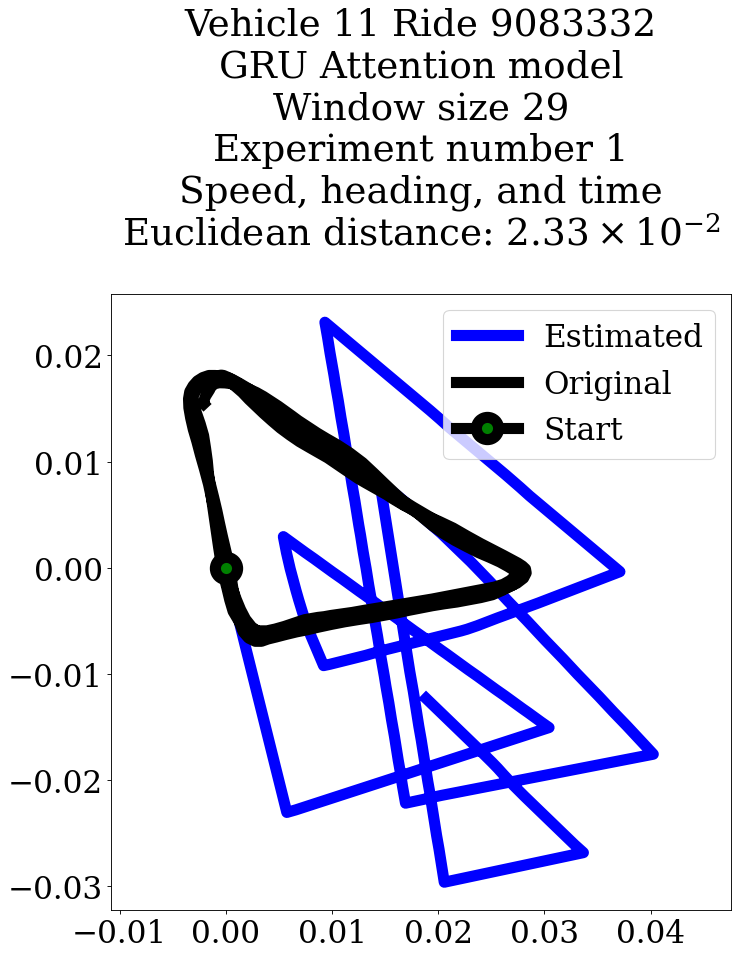 Vehicle 11 Ride 9083332
GRU Attention model
Window size 29
Experiment number 1
Speed, heading, and time
Euclidean distance: 2.33 × 10⁻²
Estimated
Original
Start
0.02
0.01
0.00
−0.01
−0.02
−0.03
−0.01 0.00 0.01 0.02 0.03 0.04